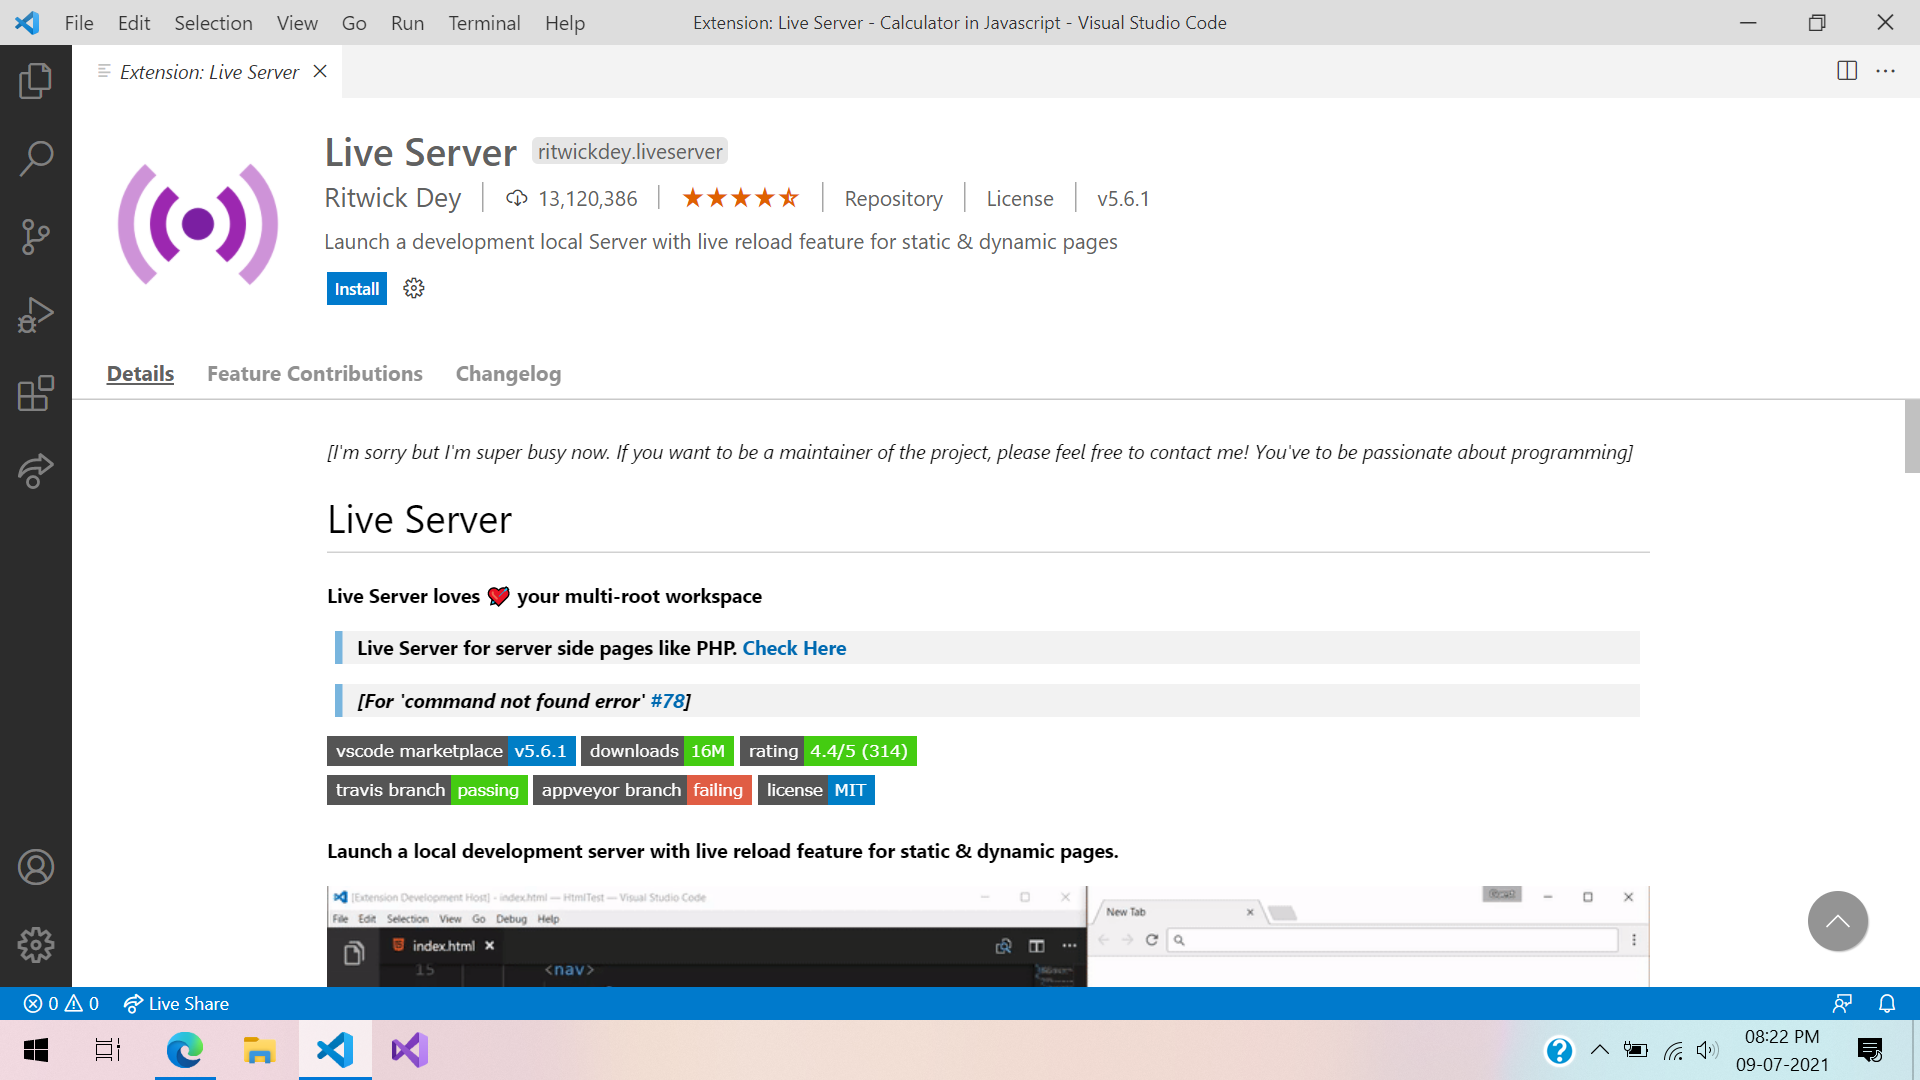 File Edit Selection View Go Run Terminal Help Extension: Live Server - Calculator in Javascript - Visual Studio Code
Extension: Live Server
Live Server ritwickdey.liveserver
Ritwick Dey 13,120,386 Repository License v5.6.1
Launch a development local Server with live reload feature for static & dynamic pages
Install
Details Feature Contributions Changelog
[I'm sorry but I'm super busy now. If you want to be a maintainer of the project, please feel free to contact me! You've to be passionate about programming]
Live Server
Live Server loves 💘 your multi-root workspace
Live Server for server side pages like PHP. Check Here
[For 'command not found error' #78]
vscode marketplace v5.6.1 downloads 16M rating 4.4/5 (314)
travis branch passing appveyor branch failing license MIT
Launch a local development server with live reload feature for static & dynamic pages.
[Extension Development Host] - index.html — HtmlTest — Visual Studio Code
File Edit Selection View Go Debug Help
New Tab
index.html
15 <nav>
0 0 Live Share
08:22 PM
09-07-2021